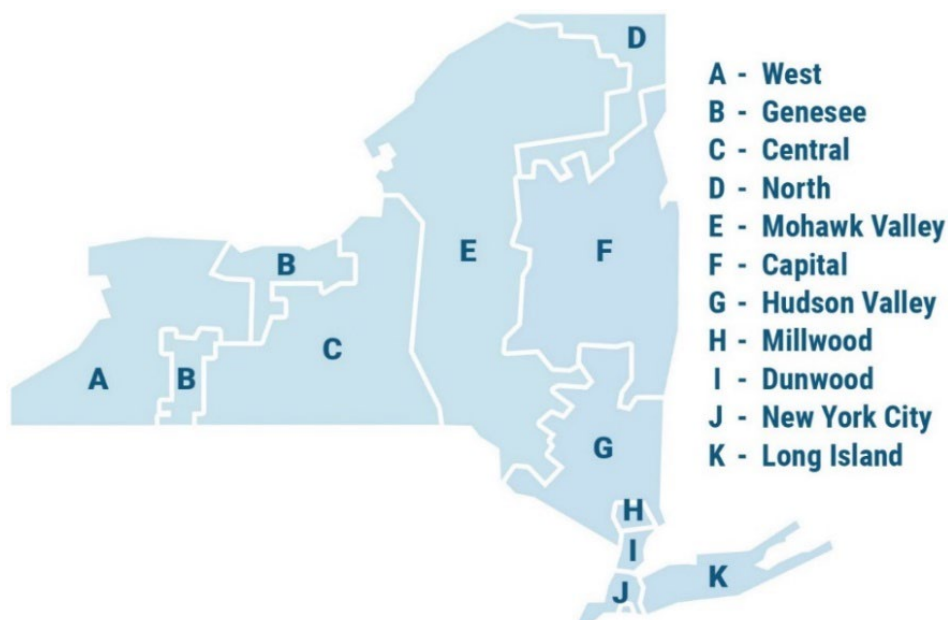 D
A - West
B - Genesee
C - Central
D - North
E - Mohawk Valley
F - Capital
G - Hudson Valley
H - Millwood
I - Dunwood
J - New York City
K - Long Island
E
F
B
C
A
B
G
H
I
K
J